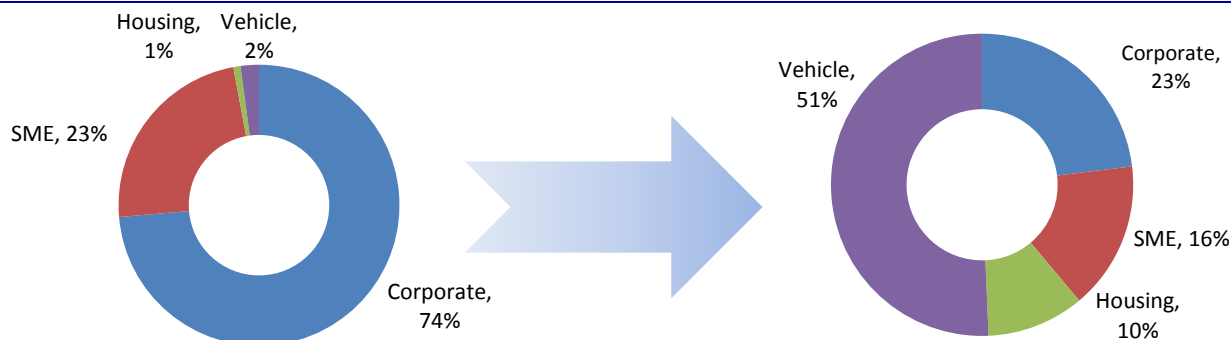 Housing,
1%
Vehicle,
2%
SME, 23%
Corporate,
74%
Vehicle,
51%
Corporate,
23%
SME, 16%
Housing,
10%